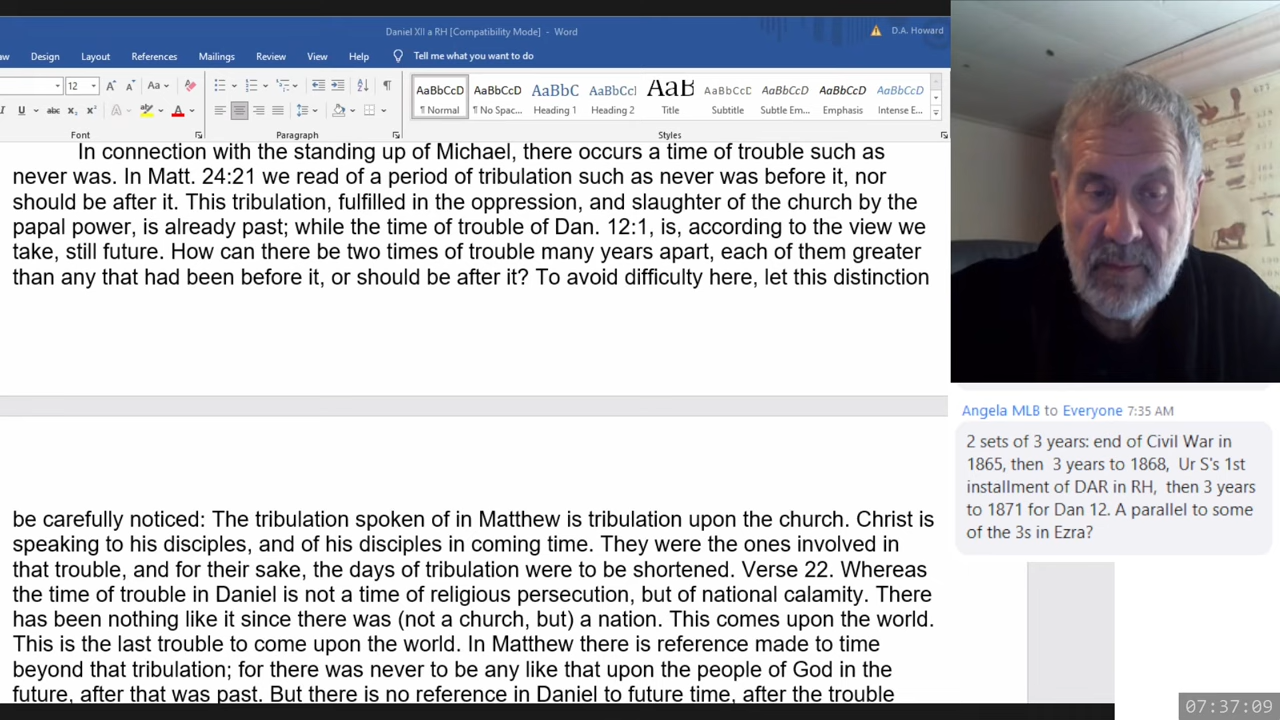 Daniel XII a RH [Compatibility Mode] - Word
D.A. Howard
Design Layout References Mailings Review View Help Tell me what you want to do
12 Aa
AaBbCcD AaBbCcD AaBbC AaBbCcI AaB AaBbCcD AaBbCcD AaBbCcD AaBbCcD
¶ Normal ¶ No Spac... Heading 1 Heading 2 Title Subtitle Subtle Em... Emphasis Intense E...
Font Paragraph Styles
In connection with the standing up of Michael, there occurs a time of trouble such as
never was. In Matt. 24:21 we read of a period of tribulation such as never was before it, nor
should be after it. This tribulation, fulfilled in the oppression, and slaughter of the church by the
papal power, is already past; while the time of trouble of Dan. 12:1, is, according to the view we
take, still future. How can there be two times of trouble many years apart, each of them greater
than any that had been before it, or should be after it? To avoid difficulty here, let this distinction
be carefully noticed: The tribulation spoken of in Matthew is tribulation upon the church. Christ is
speaking to his disciples, and of his disciples in coming time. They were the ones involved in
that trouble, and for their sake, the days of tribulation were to be shortened. Verse 22. Whereas
the time of trouble in Daniel is not a time of religious persecution, but of national calamity. There
has been nothing like it since there was (not a church, but) a nation. This comes upon the world.
This is the last trouble to come upon the world. In Matthew there is reference made to time
beyond that tribulation; for there was never to be any like that upon the people of God in the
future, after that was past. But there is no reference in Daniel to future time, after the trouble
Angela MLB to Everyone 7:35 AM
2 sets of 3 years: end of Civil War in
1865, then 3 years to 1868, Ur S's 1st
installment of DAR in RH, then 3 years
to 1871 for Dan 12. A parallel to some
of the 3s in Ezra?
07:37:09